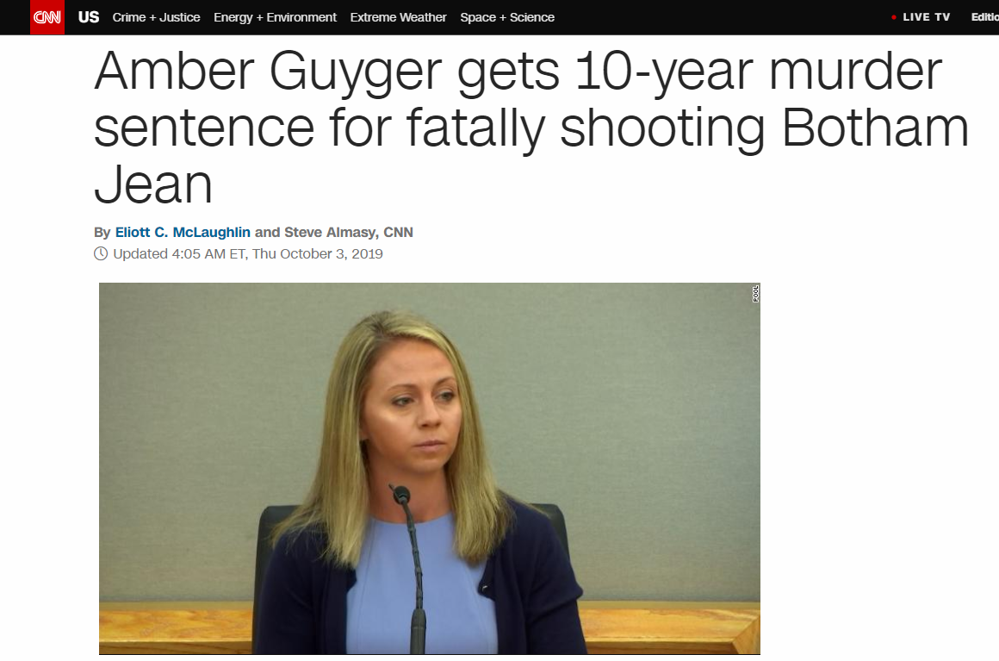 CNN US Crime + Justice Energy + Environment Extreme Weather Space + Science LIVE TV Editio
Amber Guyger gets 10-year murder
sentence for fatally shooting Botham
Jean
By Eliott C. McLaughlin and Steve Almasy, CNN
Updated 4:05 AM ET, Thu October 3, 2019
POOL